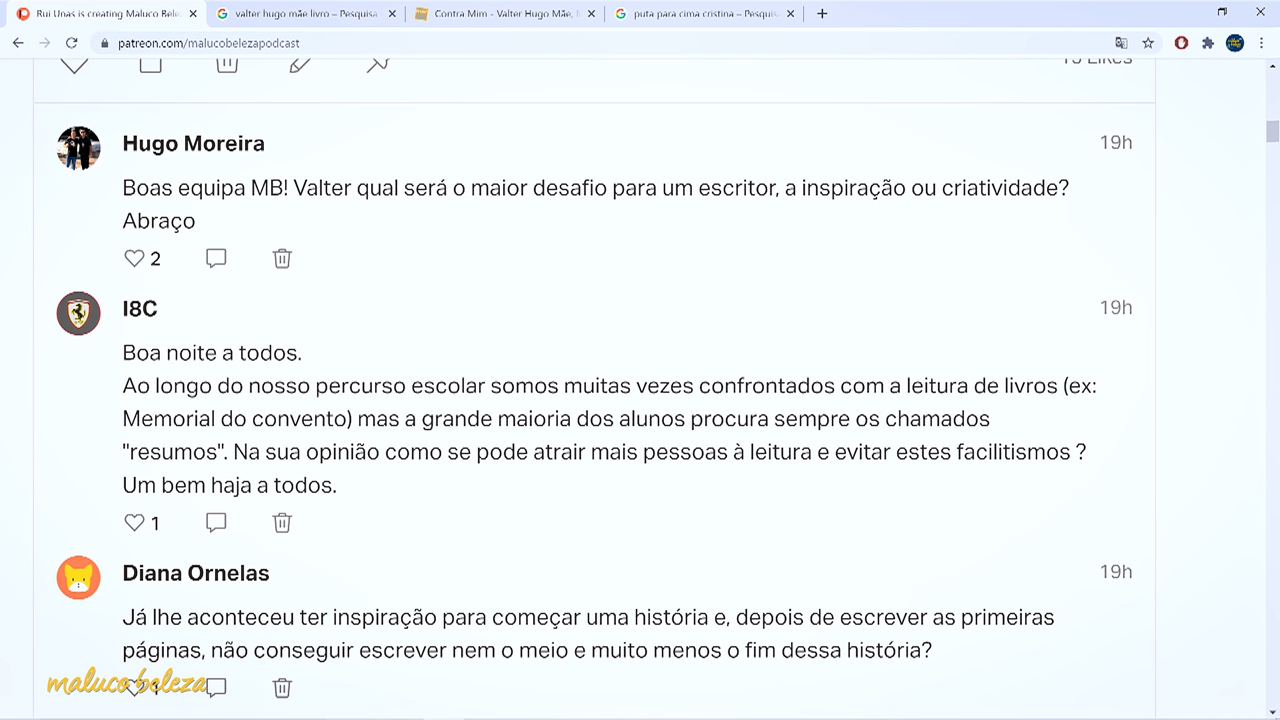 Rui Unas is creating Maluco Bele
valter hugo mãe livro – Pesquisa
Contra Mim - Valter Hugo Mãe,
puta para cima de uma – Pesquis
patreon.com/malucobelezapodcast
Likes
Hugo Moreira
19h
Boas equipa MB! Valter qual será o maior desafio para um escritor, a inspiração ou criatividade?
Abraço
2
I8C
19h
Boa noite a todos.
Ao longo do nosso percurso escolar somos muitas vezes confrontados com a leitura de livros (ex:
Memorial do convento) mas a grande maioria dos alunos procura sempre os chamados
"resumos". Na sua opinião como se pode atrair mais pessoas à leitura e evitar estes facilitismos ?
Um bem haja a todos.
1
Diana Ornelas
19h
Já lhe aconteceu ter inspiração para começar uma história e, depois de escrever as primeiras
páginas, não conseguir escrever nem o meio e muito menos o fim dessa história?
maluco beleza